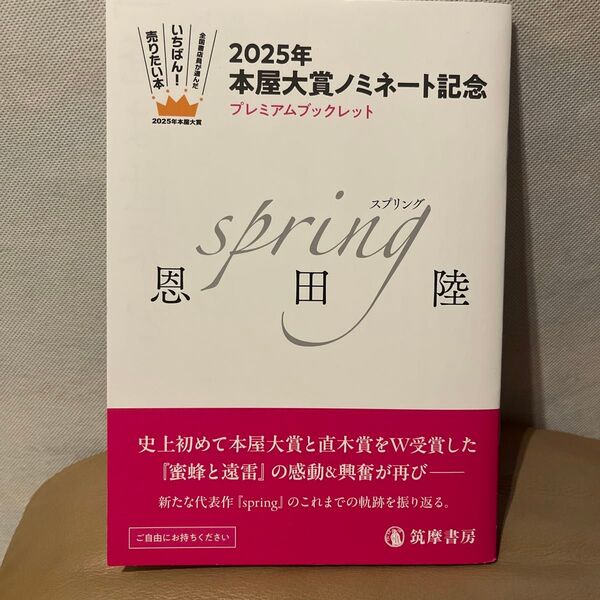 全国書店員が選んだ
いちばん!
売りたい本
2025年本屋大賞
2025年
本屋大賞ノミネート記念
プレミアムブックレット
スプリング
spring
恩田陸
史上初めて本屋大賞と直木賞をW受賞した
『蜜蜂と遠雷』の感動&興奮が再び——
新たな代表作『spring』のこれまでの軌跡を振り返る。
ご自由にお持ちください
筑摩書房